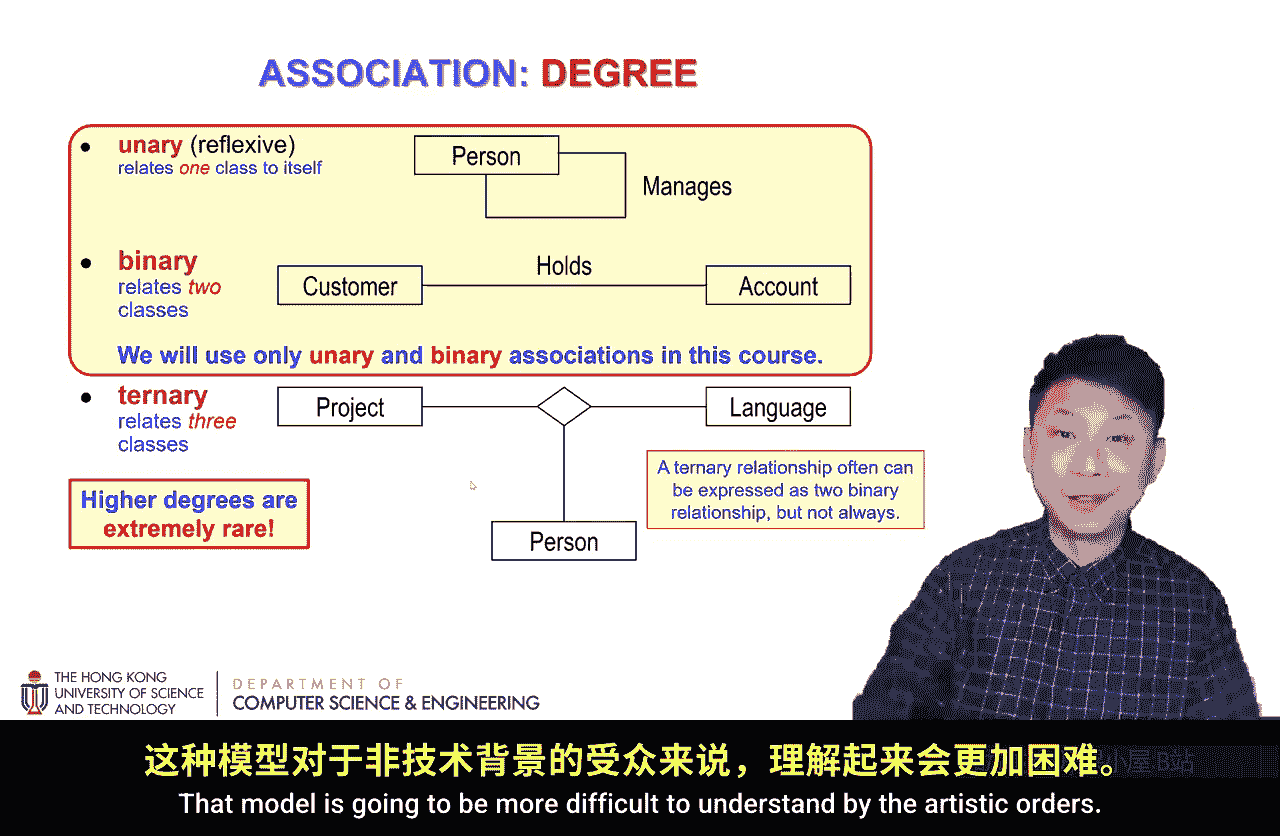 ASSOCIATION: DEGREE
• unary (reflexive)
relates one class to itself
Person
Manages
• binary
relates two
classes
Customer
Holds
Account
We will use only unary and binary associations in this course.
• ternary
relates three
classes
Project
Language
Person
A ternary relationship often can
be expressed as two binary
relationship, but not always.
Higher degrees are
extremely rare!
THE HONG KONG
UNIVERSITY OF SCIENCE
AND TECHNOLOGY
DEPARTMENT OF
COMPUTER SCIENCE & ENGINEERING
这种模型对于非技术背景的受众来说，理解起来会更加困难。
小屋 B站
That model is going to be more difficult to understand by the artistic orders.